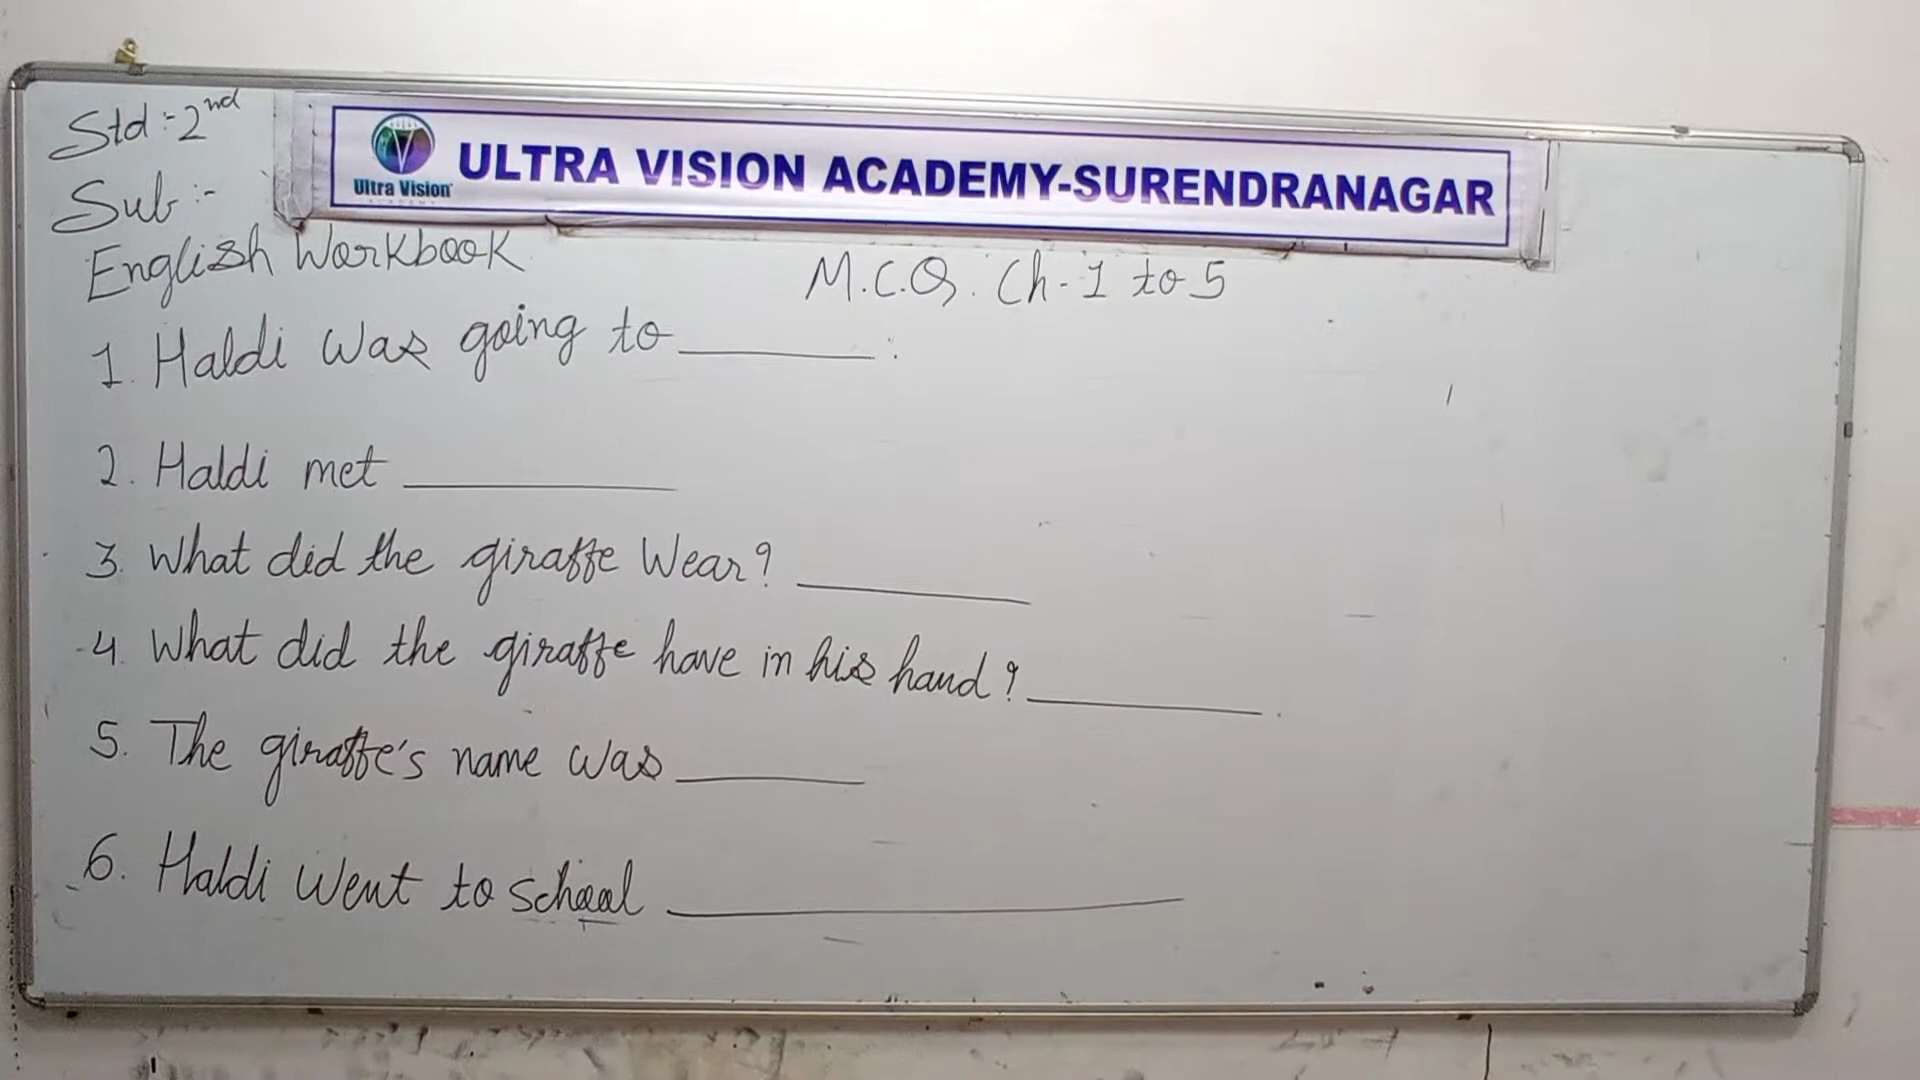 Std :- 2nd
Sub :-
Ultra Vision
ULTRA VISION ACADEMY-SURENDRANAGAR
English Workbook
M.C.Q. Ch-1 to 5
1. Haldi was going to ______.
2. Haldi met ______
3. What did the giraffe Wear? ______
4. What did the giraffe have in his hand? ______.
5. The giraffe's name was ______
6. Haldi Went to school ______